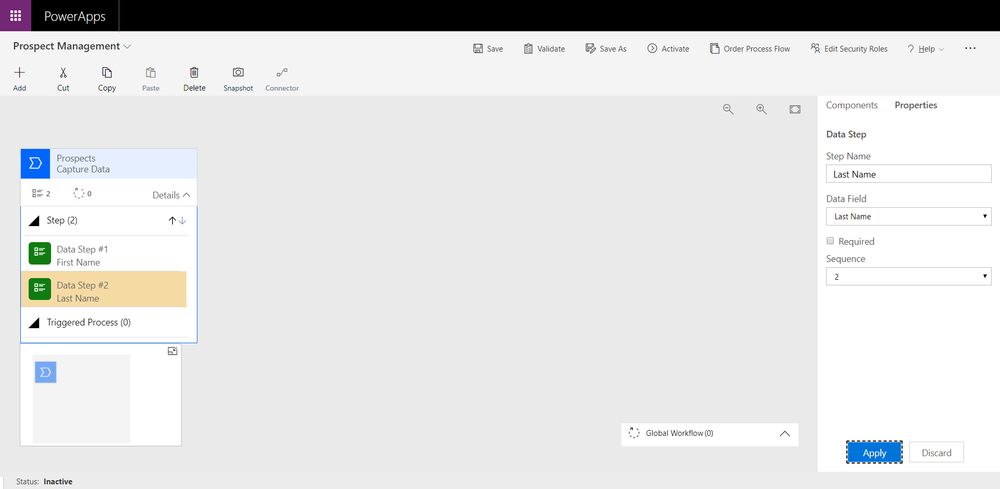 PowerApps
Prospect Management
Save
Validate
Save As
Activate
Order Process Flow
Edit Security Roles
? Help
...
Add
Cut
Copy
Paste
Delete
Snapshot
Connector
Components
Properties
Data Step
Step Name
Last Name
Data Field
Last Name
Required
Sequence
2
Prospects
Capture Data
2
0
Details
Step (2)
Data Step #1
First Name
Data Step #2
Last Name
Triggered Process (0)
Global Workflow (0)
Apply
Discard
Status: Inactive